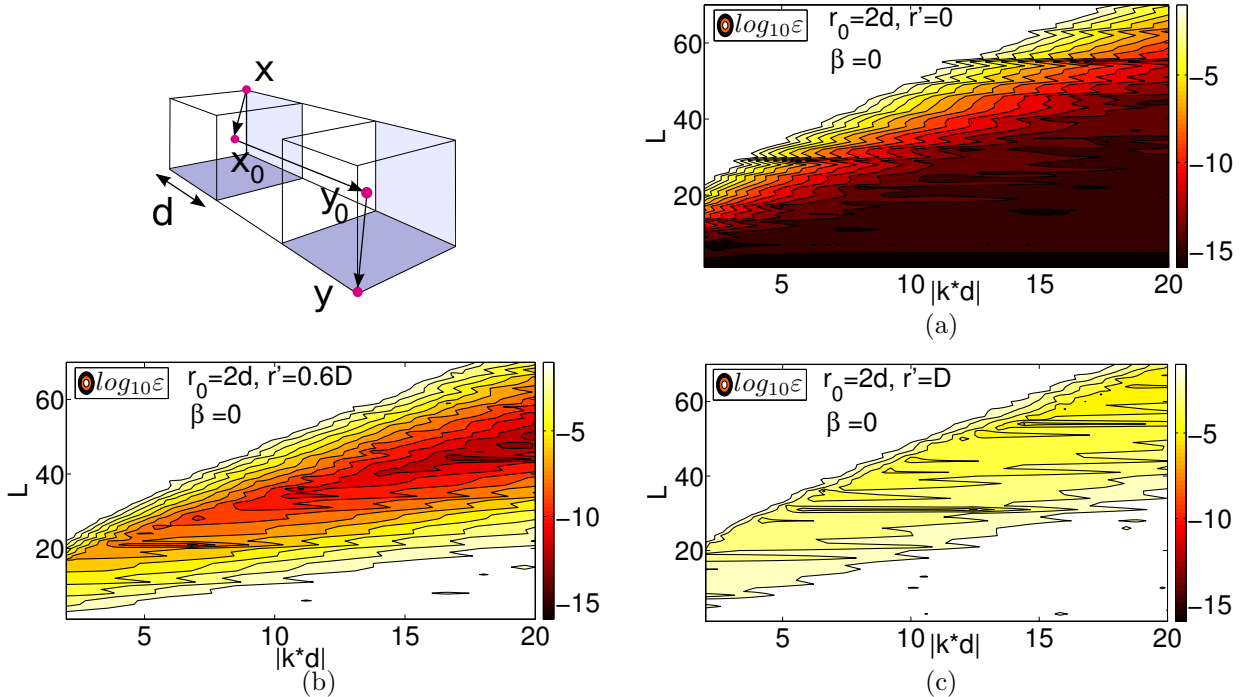 x
x₀
y₀
d
y
log₁₀ε
r₀=2d, r'=0
β =0
60
40
20
L
5
10
15
20
|k*d|
−5
−10
−15
(a)
log₁₀ε
r₀=2d, r'=0.6D
β =0
60
40
20
L
5
10
15
20
|k*d|
−5
−10
−15
(b)
log₁₀ε
r₀=2d, r'=D
β =0
60
40
20
L
5
10
15
20
|k*d|
−5
−10
−15
(c)